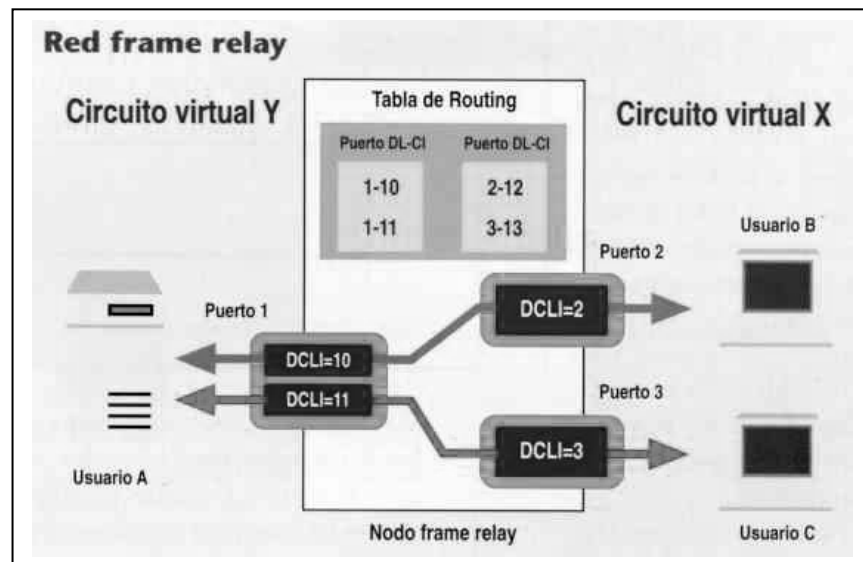 Red frame relay
Circuito virtual Y
Tabla de Routing
Circuito virtual X
Puerto DL-CI
Puerto DL-CI
1-10
2-12
1-11
3-13
Usuario B
Puerto 2
Puerto 1
DCLI=2
DCLI=10
DCLI=11
Puerto 3
DCLI=3
Usuario A
Nodo frame relay
Usuario C